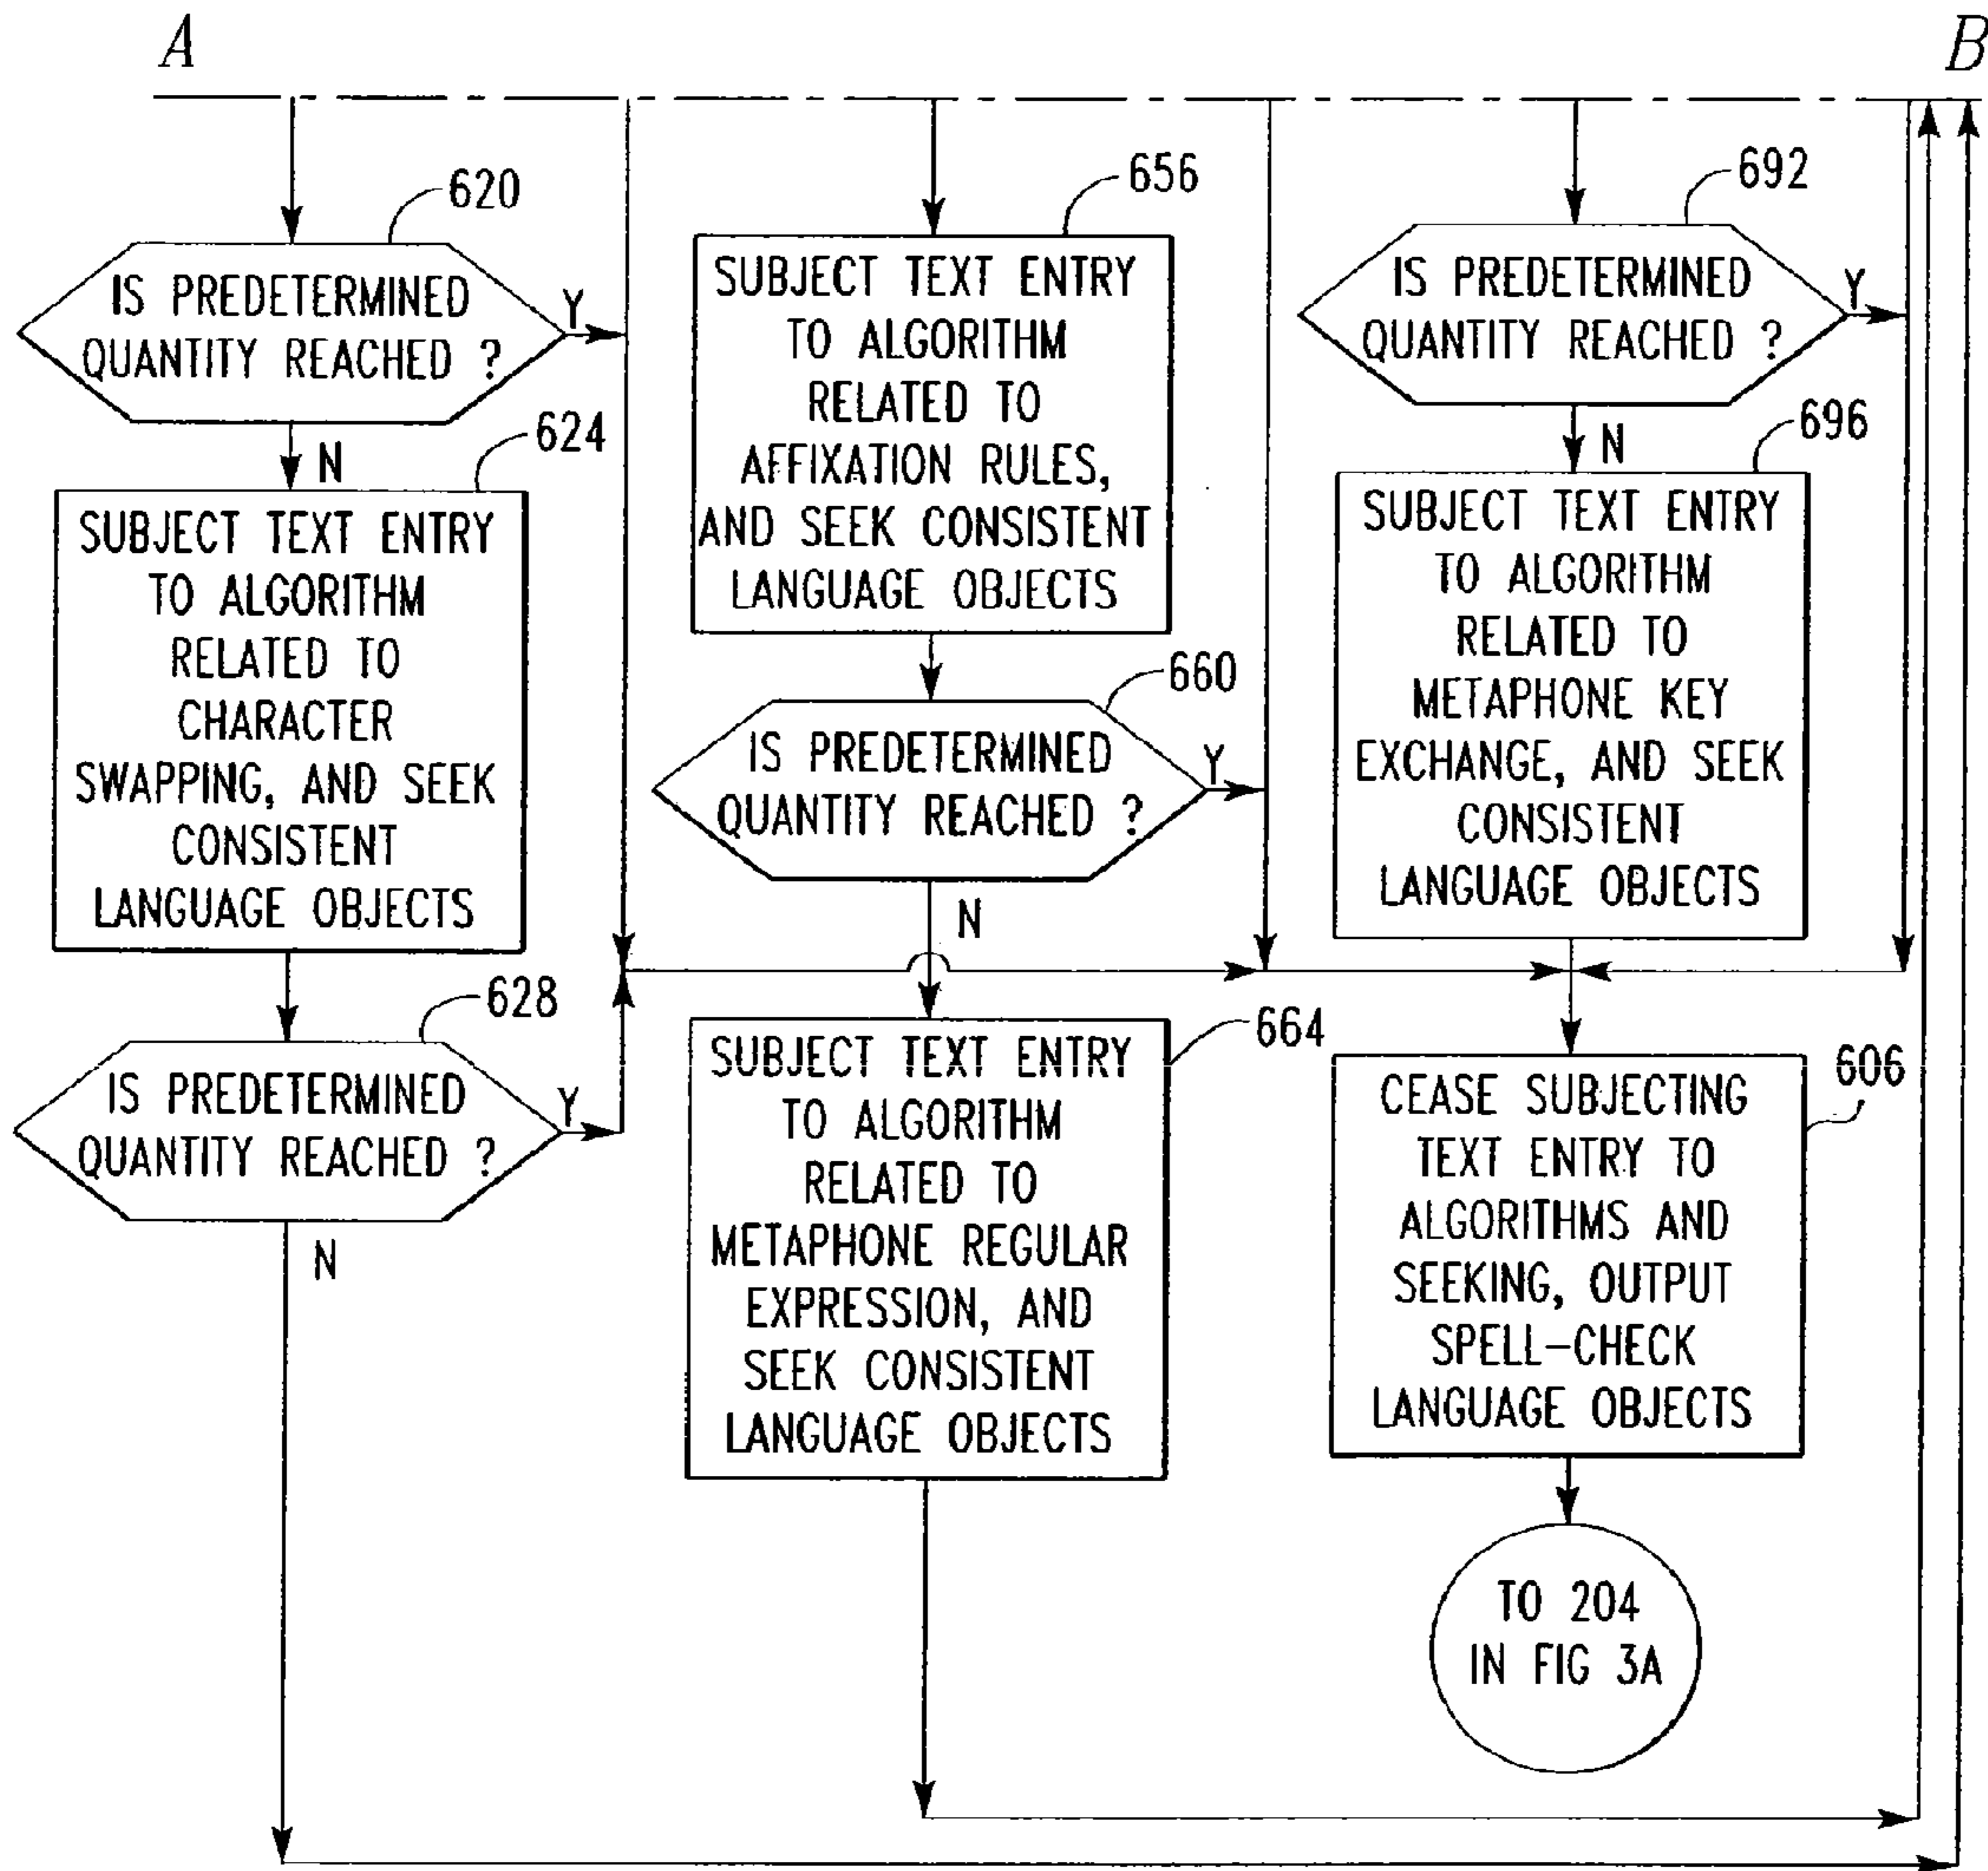 A
B
620
IS PREDETERMINED
QUANTITY REACHED ?
Y
N
624
SUBJECT TEXT ENTRY
TO ALGORITHM
RELATED TO
CHARACTER
SWAPPING, AND SEEK
CONSISTENT
LANGUAGE OBJECTS
628
IS PREDETERMINED
QUANTITY REACHED ?
Y
N
656
SUBJECT TEXT ENTRY
TO ALGORITHM
RELATED TO
AFFIXATION RULES,
AND SEEK CONSISTENT
LANGUAGE OBJECTS
660
IS PREDETERMINED
QUANTITY REACHED ?
Y
N
664
SUBJECT TEXT ENTRY
TO ALGORITHM
RELATED TO
METAPHONE REGULAR
EXPRESSION, AND
SEEK CONSISTENT
LANGUAGE OBJECTS
692
IS PREDETERMINED
QUANTITY REACHED ?
Y
N
696
SUBJECT TEXT ENTRY
TO ALGORITHM
RELATED TO
METAPHONE KEY
EXCHANGE, AND SEEK
CONSISTENT
LANGUAGE OBJECTS
606
CEASE SUBJECTING
TEXT ENTRY TO
ALGORITHMS AND
SEEKING, OUTPUT
SPELL-CHECK
LANGUAGE OBJECTS
TO 204
IN FIG 3A